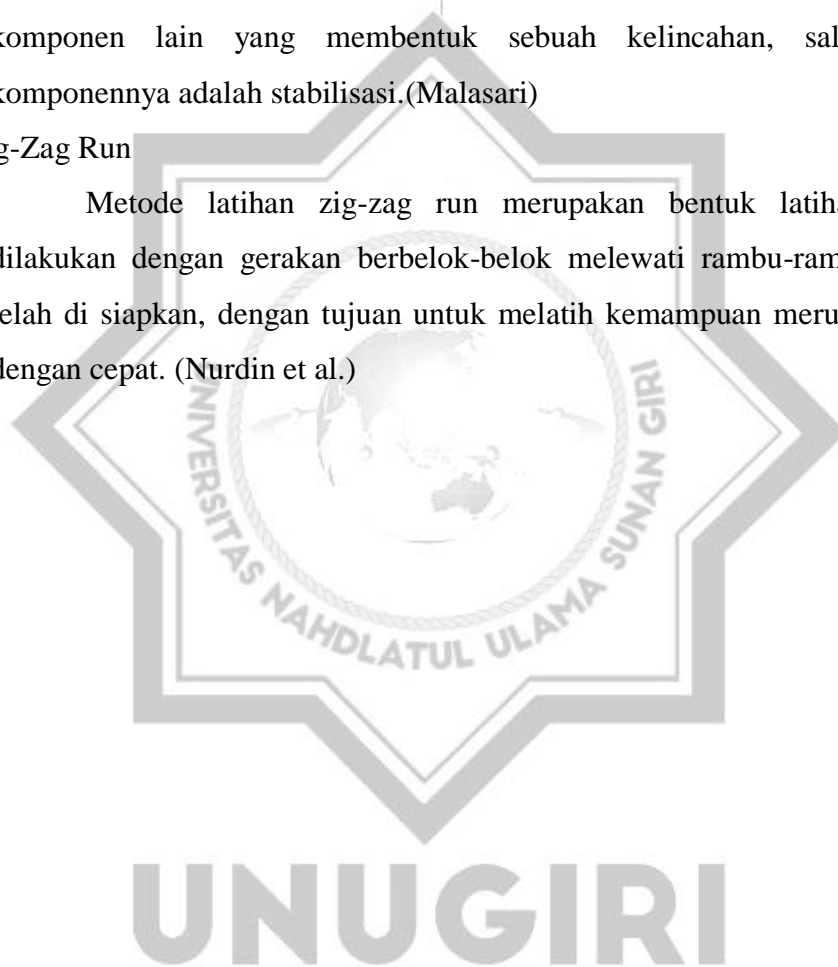 komponen lain yang membentuk sebuah kelincahan, sal
komponennya adalah stabilisasi.(Malasari)
g-Zag Run
Metode latihan zig-zag run merupakan bentuk latiha
dilakukan dengan gerakan berbelok-belok melewati rambu-ram
telah di siapkan, dengan tujuan untuk melatih kemampuan meru
dengan cepat. (Nurdin et al.)
UNIVERSITAS NAHDLATUL ULAMA SUNAN GIRI
UNUGIRI